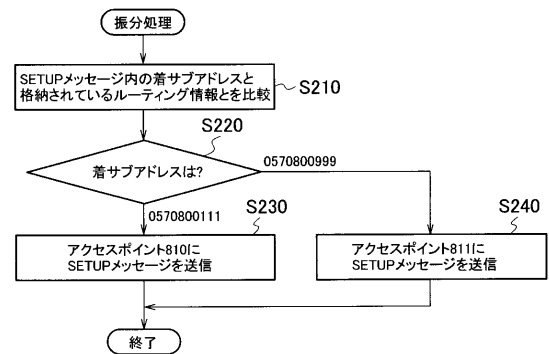 振分処理
SETUPメッセージ内の着サブアドレスと
格納されているルーティング情報とを比較
S210
S220
着サブアドレスは?
0570800999
0570800111
S230
アクセスポイント810に
SETUPメッセージを送信
S240
アクセスポイント811に
SETUPメッセージを送信
終了